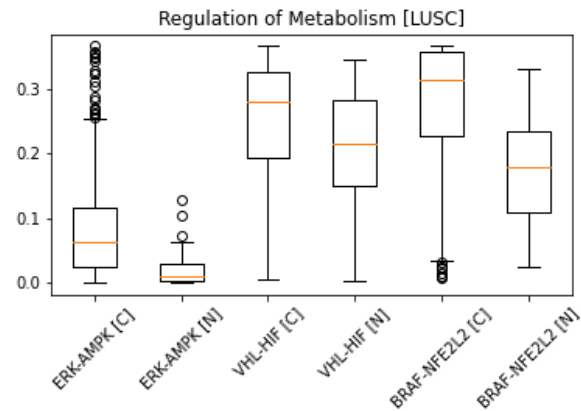 Regulation of Metabolism [LUSC]
0.3
0.2
0.1
0.0
ERK-AMPK [C]
ERK-AMPK [N]
VHL-HIF [C]
VHL-HIF [N]
BRAF-NFE2L2 [C]
BRAF-NFE2L2 [N]